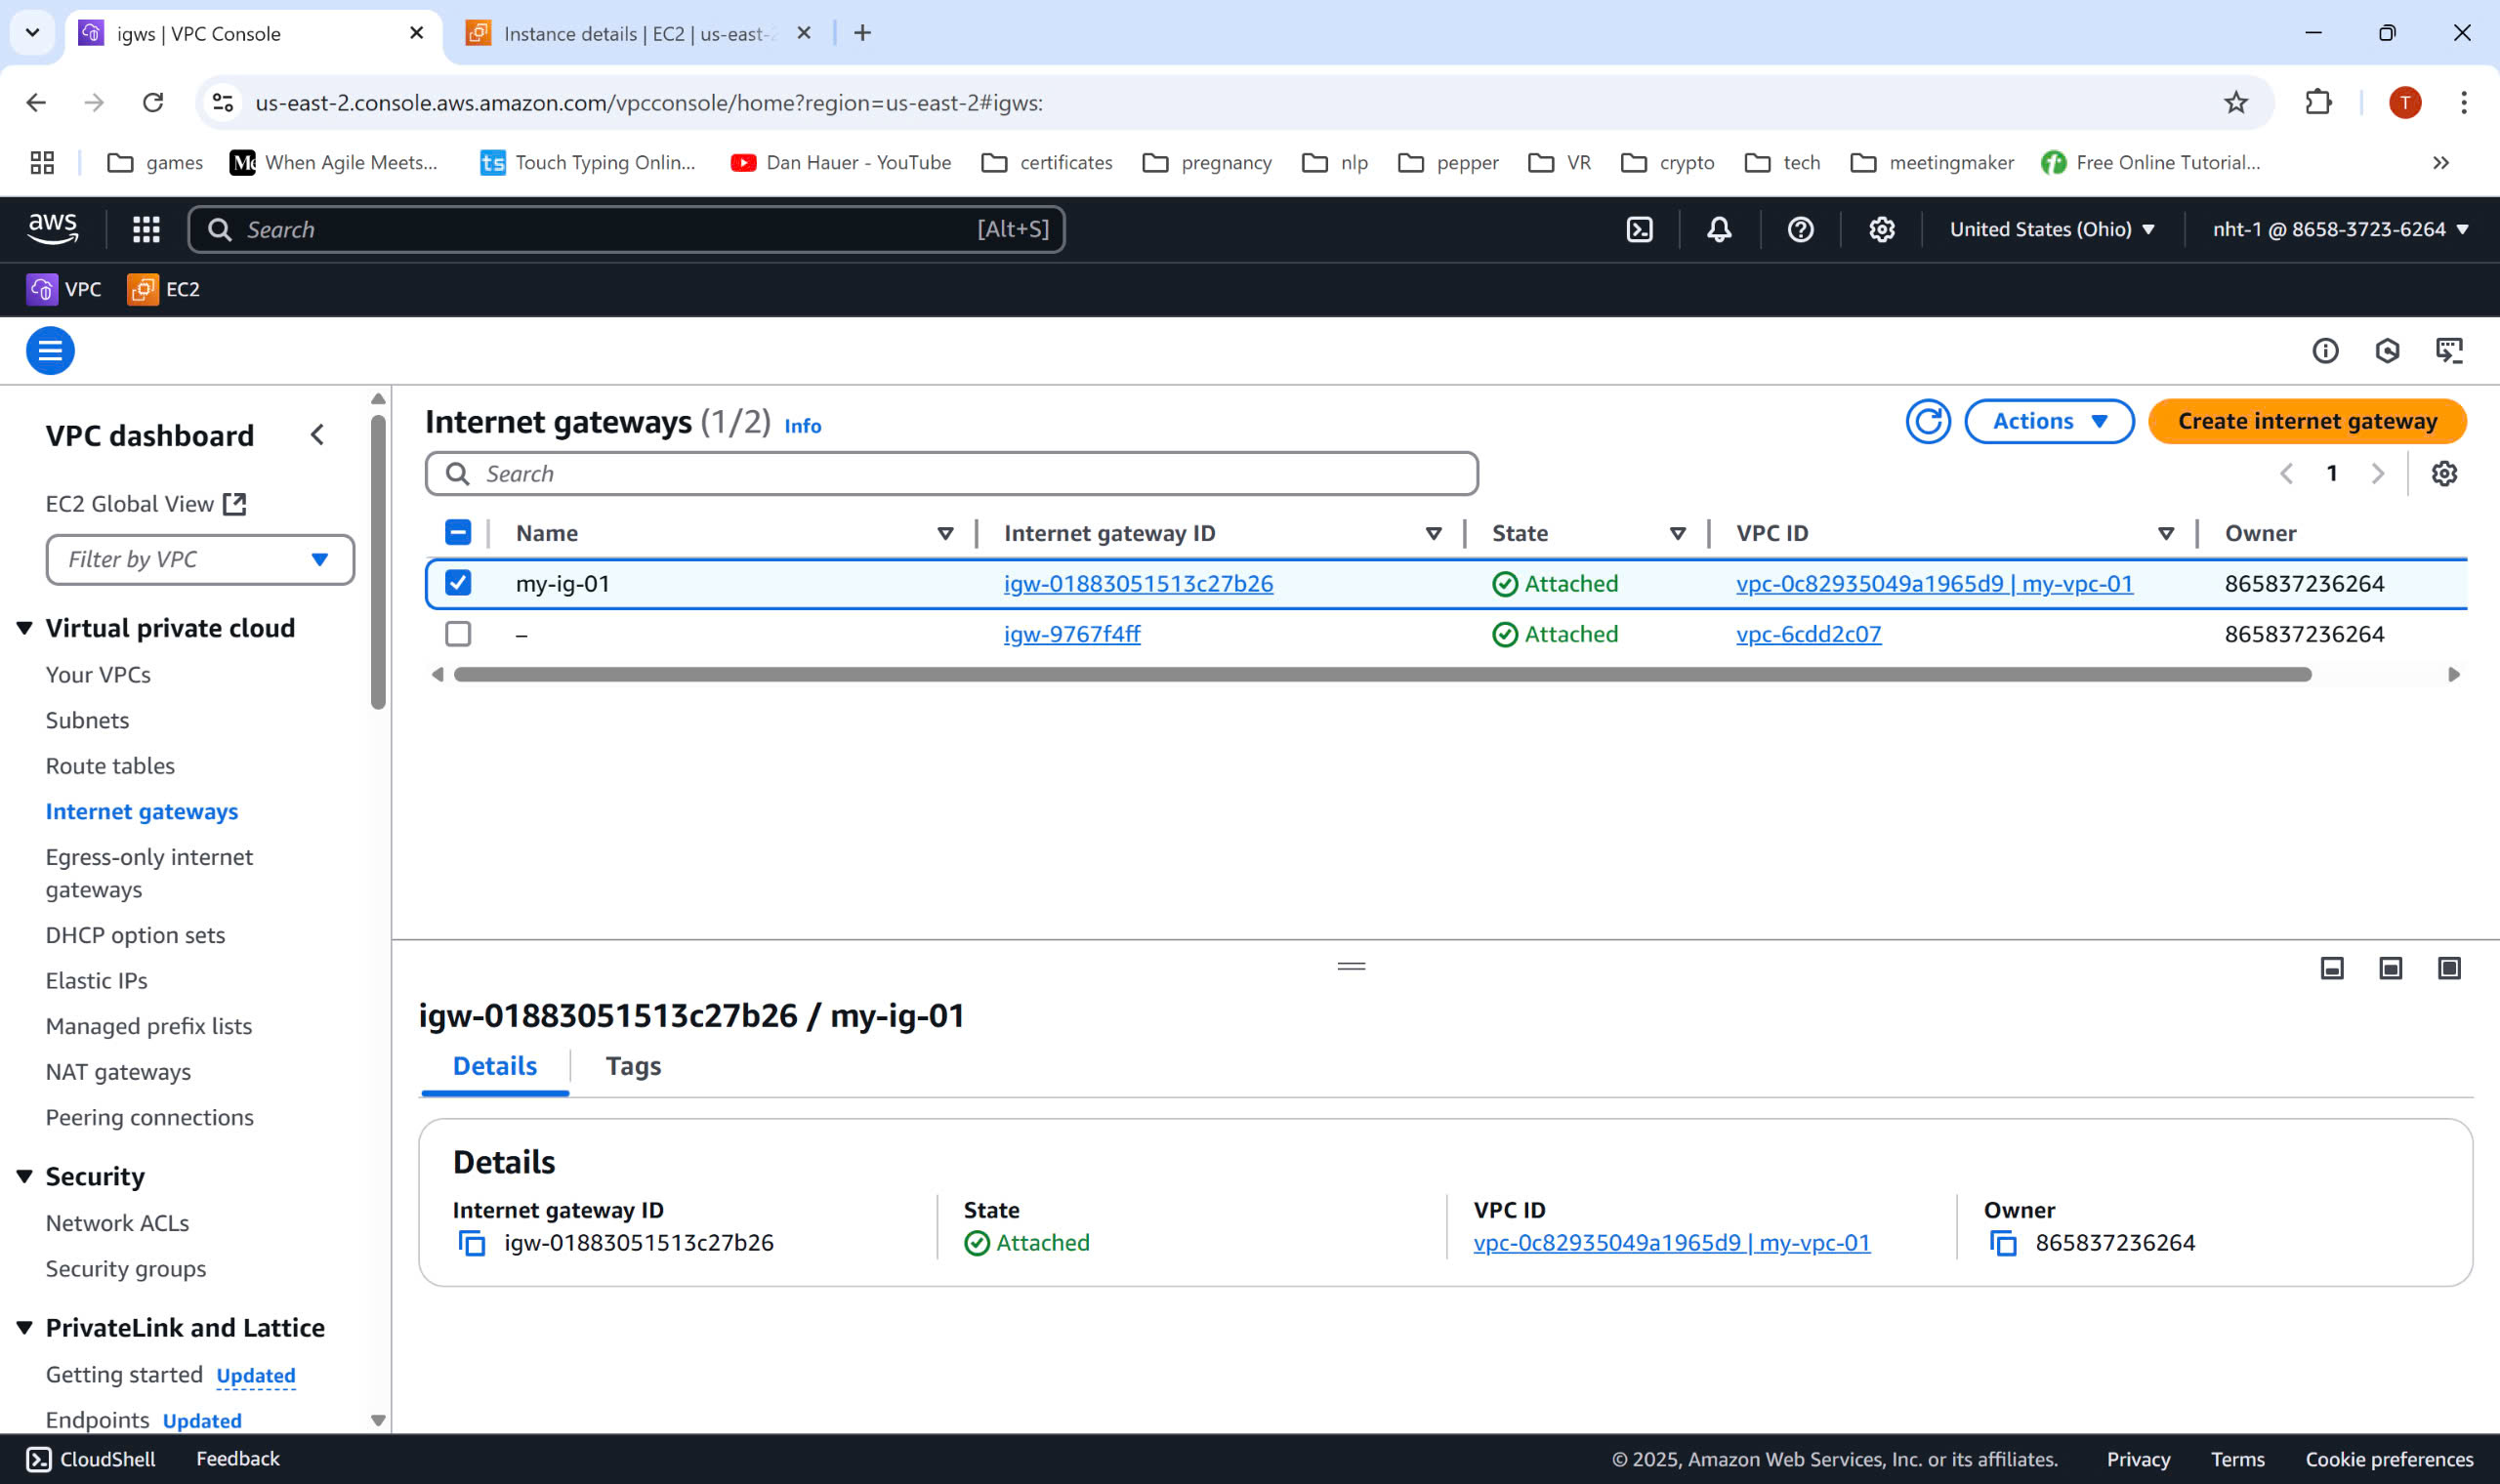 igws | VPC Console
Instance details | EC2 | us-east-2
us-east-2.console.aws.amazon.com/vpcconsole/home?region=us-east-2#igws:
T
games
When Agile Meets...
ts Touch Typing Onlin...
Dan Hauer - YouTube
certificates
pregnancy
nlp
pepper
VR
crypto
tech
meetingmaker
Free Online Tutorial...
aws
Search
[Alt+S]
United States (Ohio)
nht-1 @ 8658-3723-6264
VPC
EC2
VPC dashboard
EC2 Global View
Filter by VPC
Virtual private cloud
Your VPCs
Subnets
Route tables
Internet gateways
Egress-only internet
gateways
DHCP option sets
Elastic IPs
Managed prefix lists
NAT gateways
Peering connections
Security
Network ACLs
Security groups
PrivateLink and Lattice
Getting started Updated
Endpoints Updated
Internet gateways (1/2) Info
Actions
Create internet gateway
Search
1
Name Internet gateway ID State VPC ID Owner
my-ig-01 igw-01883051513c27b26 Attached vpc-0c82935049a1965d9 | my-vpc-01 865837236264
– igw-9767f4ff Attached vpc-6cdd2c07 865837236264
igw-01883051513c27b26 / my-ig-01
Details Tags
Details
Internet gateway ID State VPC ID Owner
igw-01883051513c27b26 Attached vpc-0c82935049a1965d9 | my-vpc-01 865837236264
CloudShell Feedback © 2025, Amazon Web Services, Inc. or its affiliates. Privacy Terms Cookie preferences